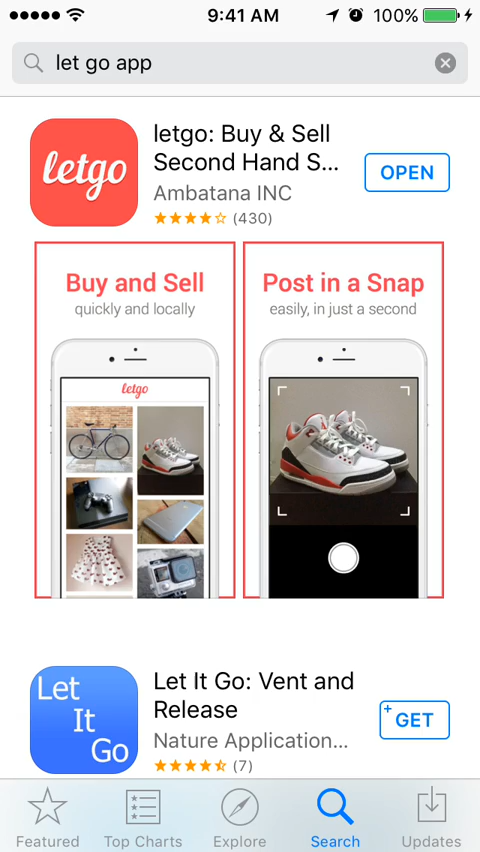 9:41 AM
100%
let go app
letgo
letgo: Buy & Sell
Second Hand S...
Ambatana INC
(430)
OPEN
Buy and Sell
quickly and locally
letgo
Post in a Snap
easily, in just a second
Let
It
Go
Let It Go: Vent and
Release
Nature Application...
(7)
+GET
Featured
Top Charts
Explore
Search
Updates